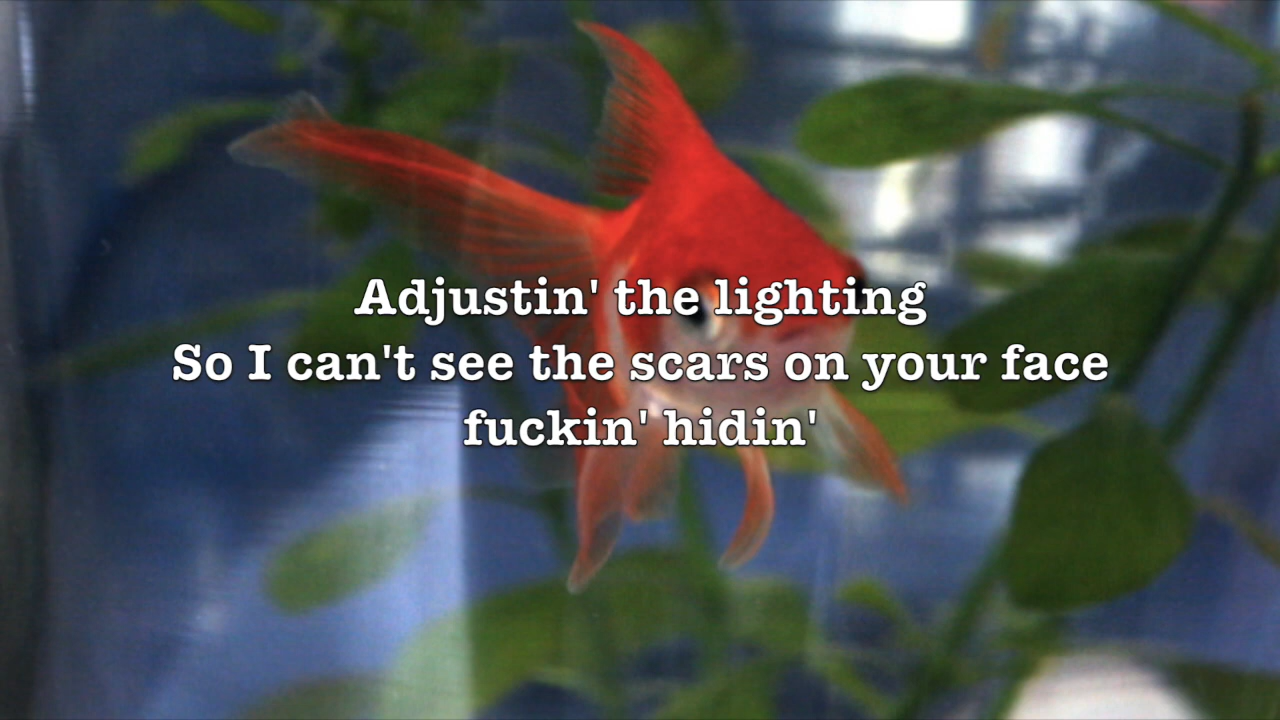 Adjustin' the lighting
So I can't see the scars on your face
fuckin' hidin'